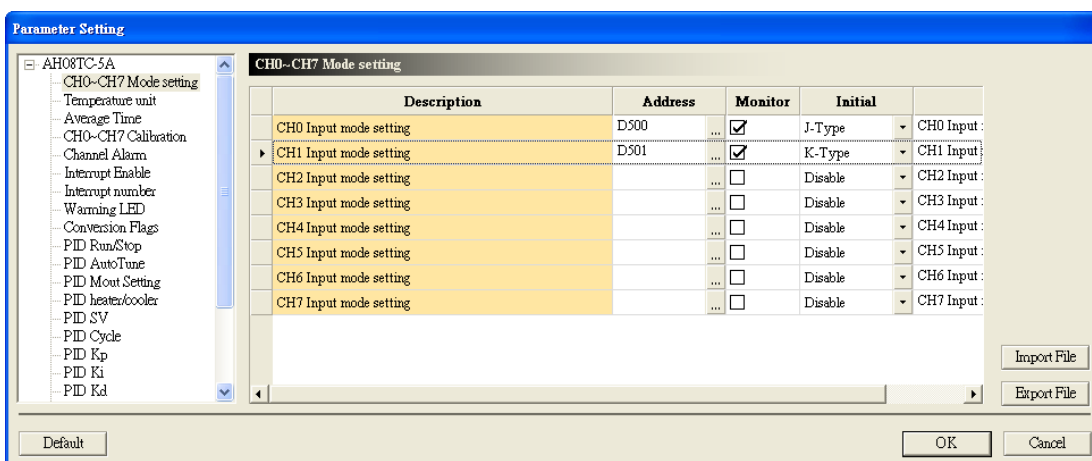 Parameter Setting
AH08TC-5A
CH0~CH7 Mode setting
Temperature unit
Average Time
CH0~CH7 Calibration
Channel Alarm
Interrupt Enable
Interrupt number
Warming LED
Conversion Flags
PID Run/Stop
PID AutoTune
PID Mout Setting
PID heater/cooler
PID SV
PID Cycle
PID Kp
PID Ki
PID Kd
CH0~CH7 Mode setting
Description Address Monitor Initial
CH0 Input mode setting D500 ... J-Type CH0 Input :
CH1 Input mode setting D501 ... K-Type CH1 Input :
CH2 Input mode setting ... Disable CH2 Input :
CH3 Input mode setting ... Disable CH3 Input :
CH4 Input mode setting ... Disable CH4 Input :
CH5 Input mode setting ... Disable CH5 Input :
CH6 Input mode setting ... Disable CH6 Input :
CH7 Input mode setting ... Disable CH7 Input :
Import File
Export File
Default OK Cancel